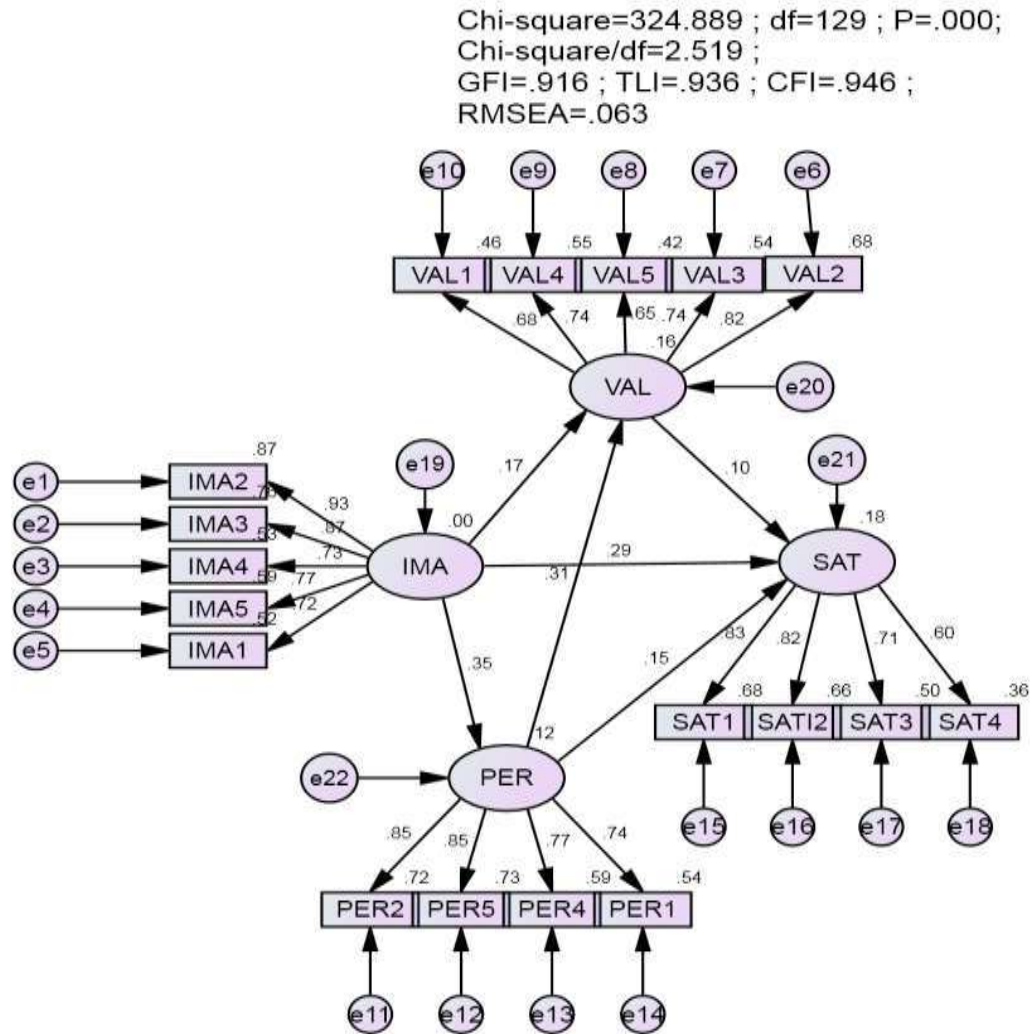 Chi-square=324.889 ; df=129 ; P=.000;
Chi-square/df=2.519 ;
GFI=.916 ; TLI=.936 ; CFI=.946 ;
RMSEA=.063
e10 e9 e8 e7 e6
.46 .55 .42 .54 .68
VAL1 VAL4 VAL5 VAL3 VAL2
.68 .74 .65 .74 .82
.16
VAL
e20
.87
e19
.17
.10
e21
e1
IMA2
.93
e2
IMA3
.87
.00
.18
.53
.73
e3
IMA4
IMA
.29
SAT
.59
.77
.31
e4
IMA5
.72
.52
e5
IMA1
.35
.15
.83 .82 .71 .60
.68 .66 .50 .36
SAT1 SATI2 SAT3 SAT4
.12
e22
PER
e15 e16 e17 e18
.85 .85 .77 .74
.72 .73 .59 .54
PER2 PER5 PER4 PER1
e11 e12 e13 e14